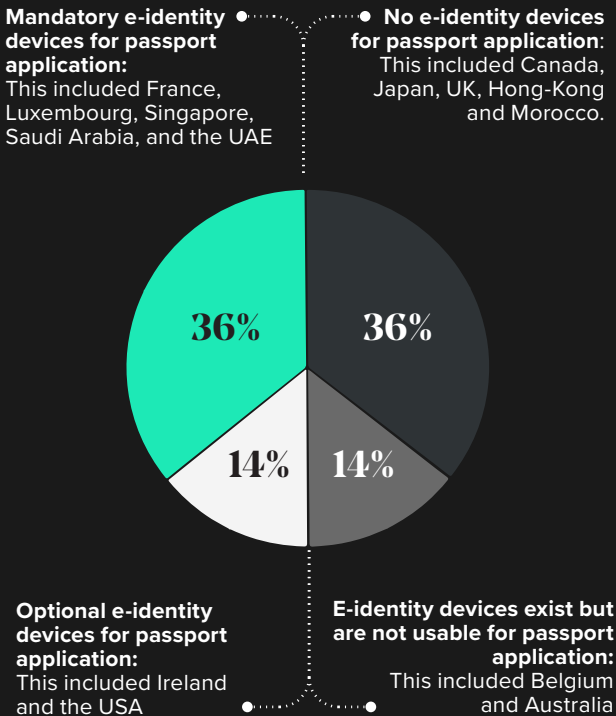 Mandatory e-identity
devices for passport
application:
This included France,
Luxembourg, Singapore,
Saudi Arabia, and the UAE
No e-identity devices
for passport application:
This included Canada,
Japan, UK, Hong-Kong
and Morocco.
36%
36%
14%
14%
Optional e-identity
devices for passport
application:
This included Ireland
and the USA
E-identity devices exist but
are not usable for passport
application:
This included Belgium
and Australia